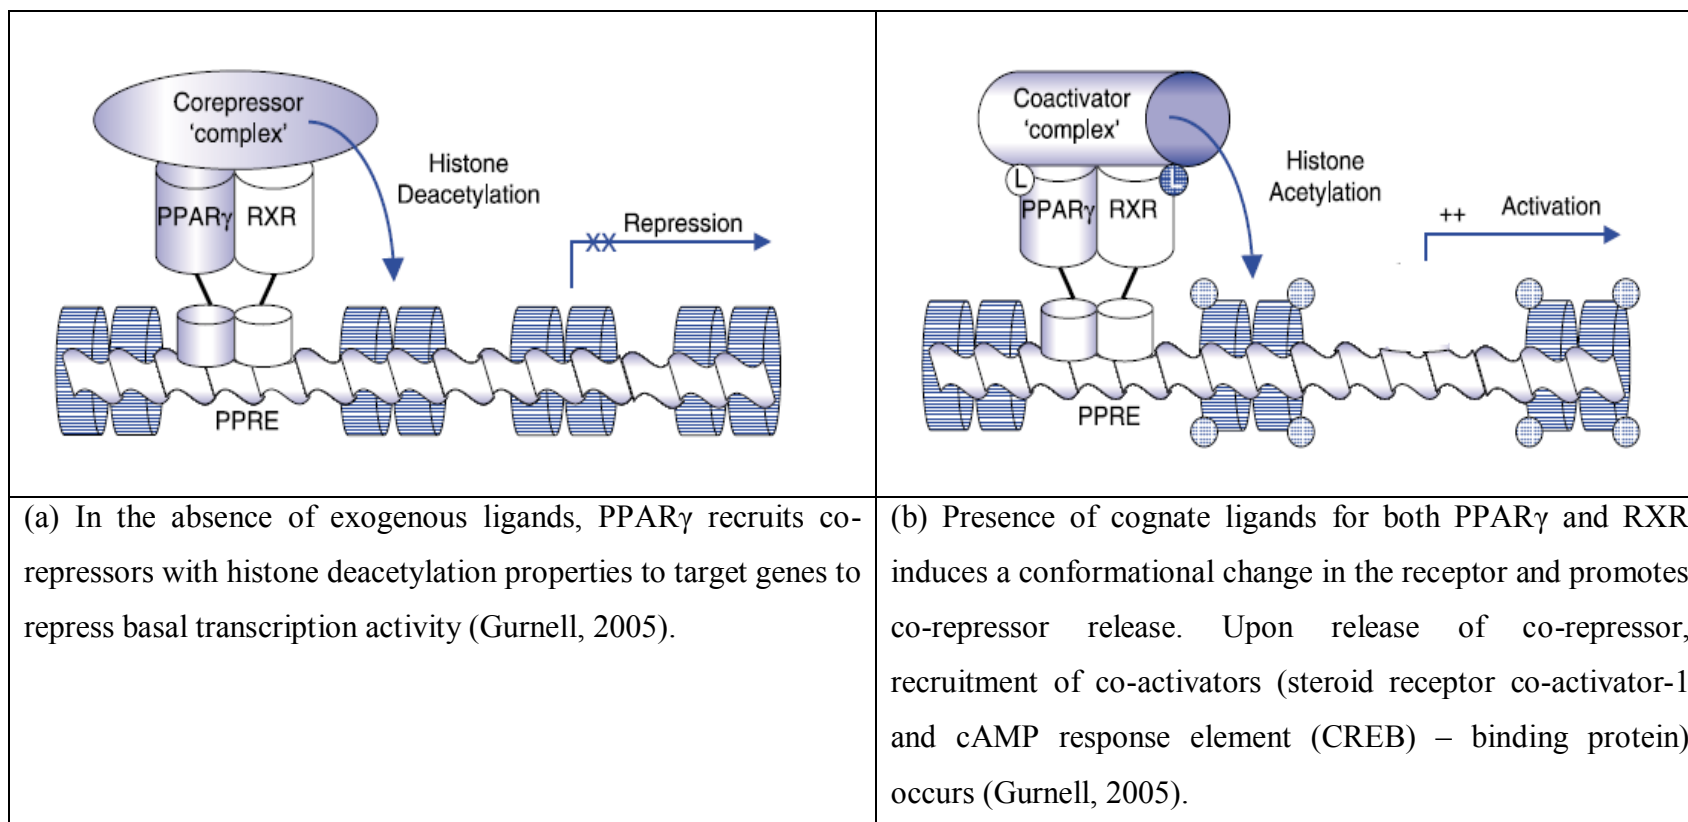 Corepressor
'complex'
Histone
Deacetylation
PPARγ
RXR
Repression
XX
PPRE
Coactivator
'complex'
L
L
Histone
Acetylation
PPARγ
RXR
++
Activation
PPRE
(a) In the absence of exogenous ligands, PPARγ recruits co-
repressors with histone deacetylation properties to target genes to
repress basal transcription activity (Gurnell, 2005).
(b) Presence of cognate ligands for both PPARγ and RXR
induces a conformational change in the receptor and promotes
co-repressor release. Upon release of co-repressor,
recruitment of co-activators (steroid receptor co-activator-1
and cAMP response element (CREB) – binding protein)
occurs (Gurnell, 2005).